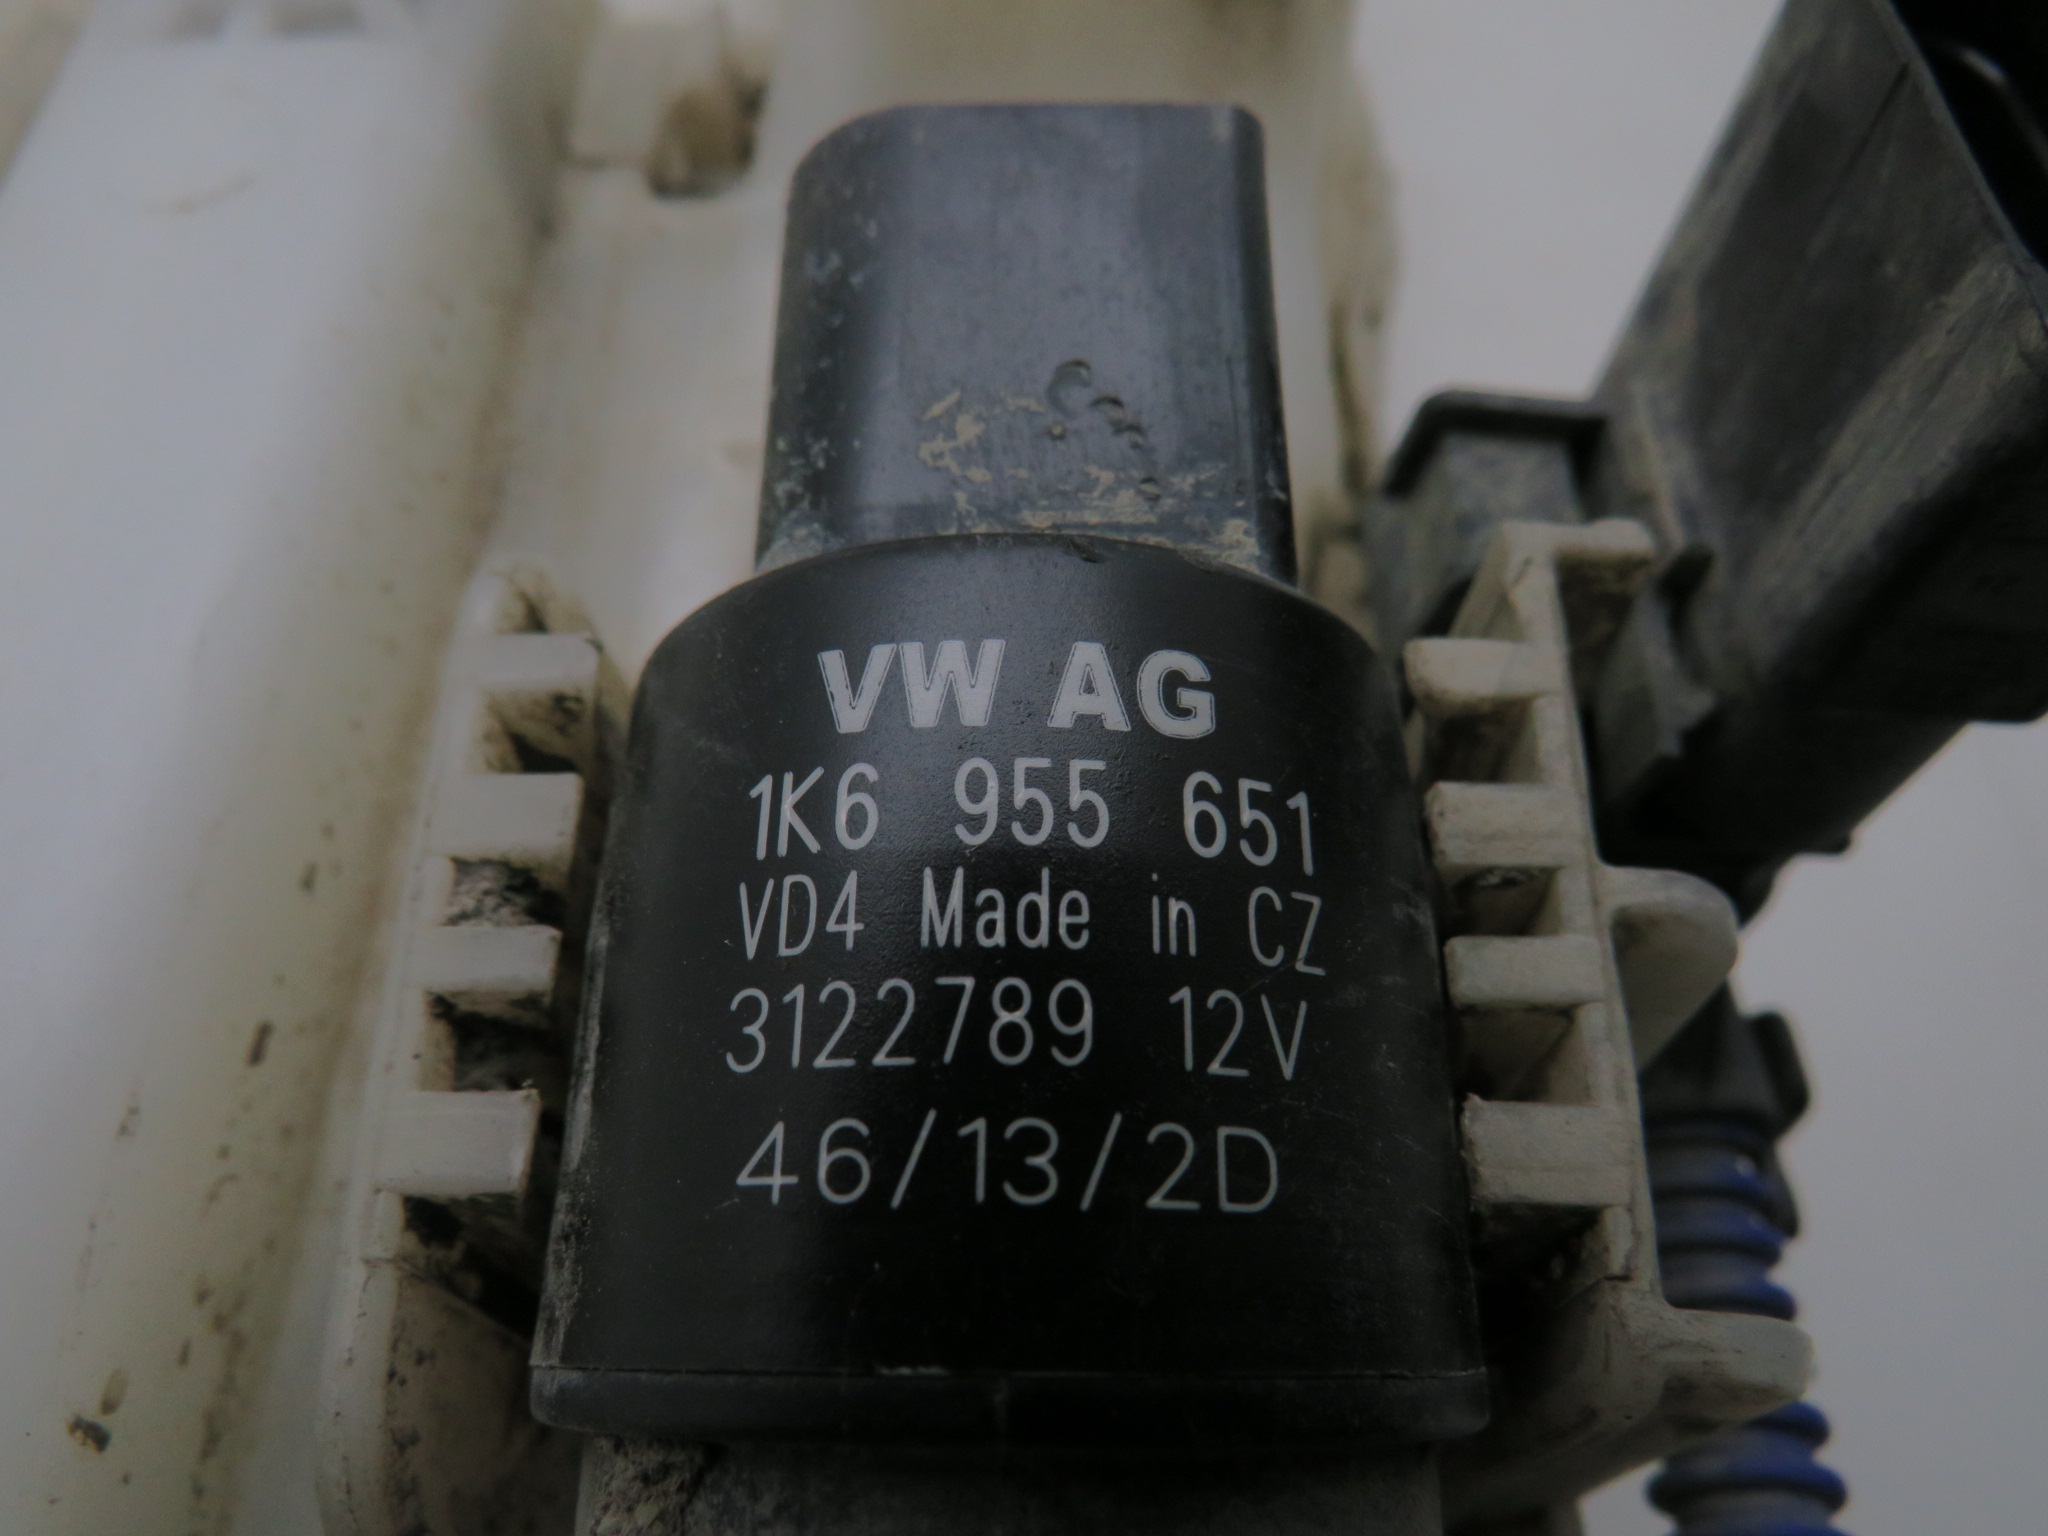 VW AG
1K6 955 651
VD4 Made in CZ
3122789 12V
46/13/2D